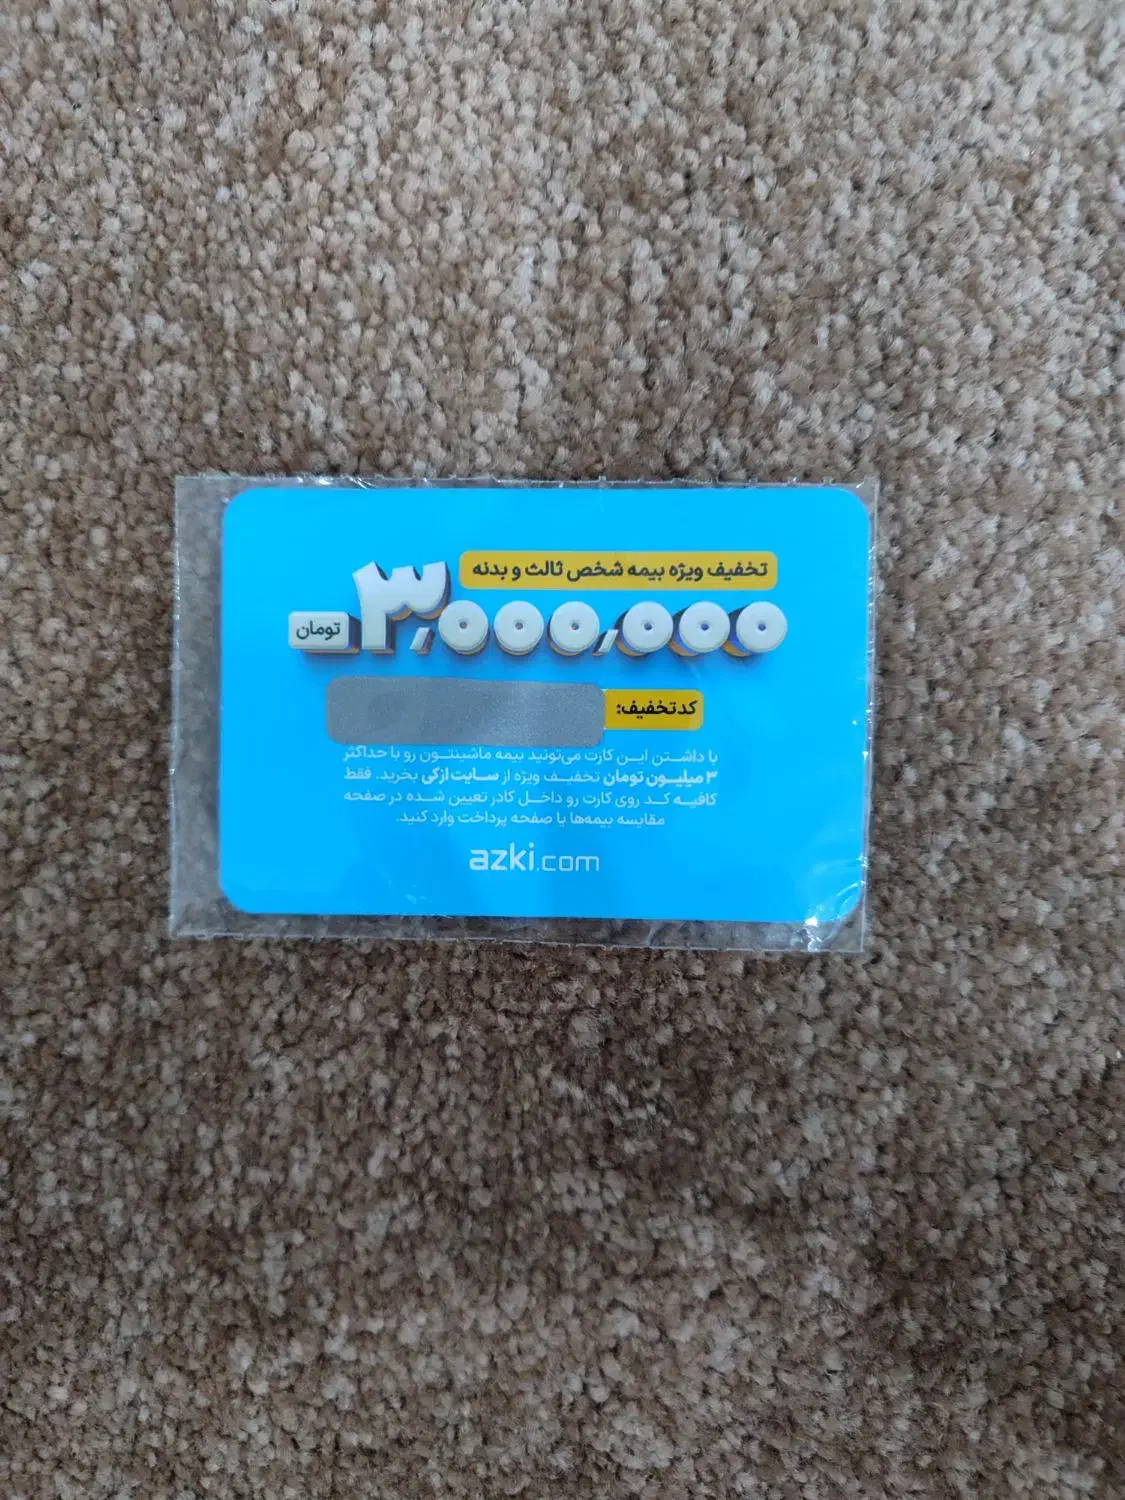 تخفیف ویژه بیمه شخص ثالث و بدنه
۳,۰۰۰,۰۰۰ تومان
کد تخفیف:
با داشتن این کارت می‌تونید بیمه ماشینتون رو با حداکثر
۳ میلیون تومان تخفیف ویژه از سایت ازکی بخرید. فقط
کافیه کد روی کارت رو داخل کادر تعیین شده در صفحه
مقایسه بیمه‌ها یا صفحه پرداخت وارد کنید.
azki.com